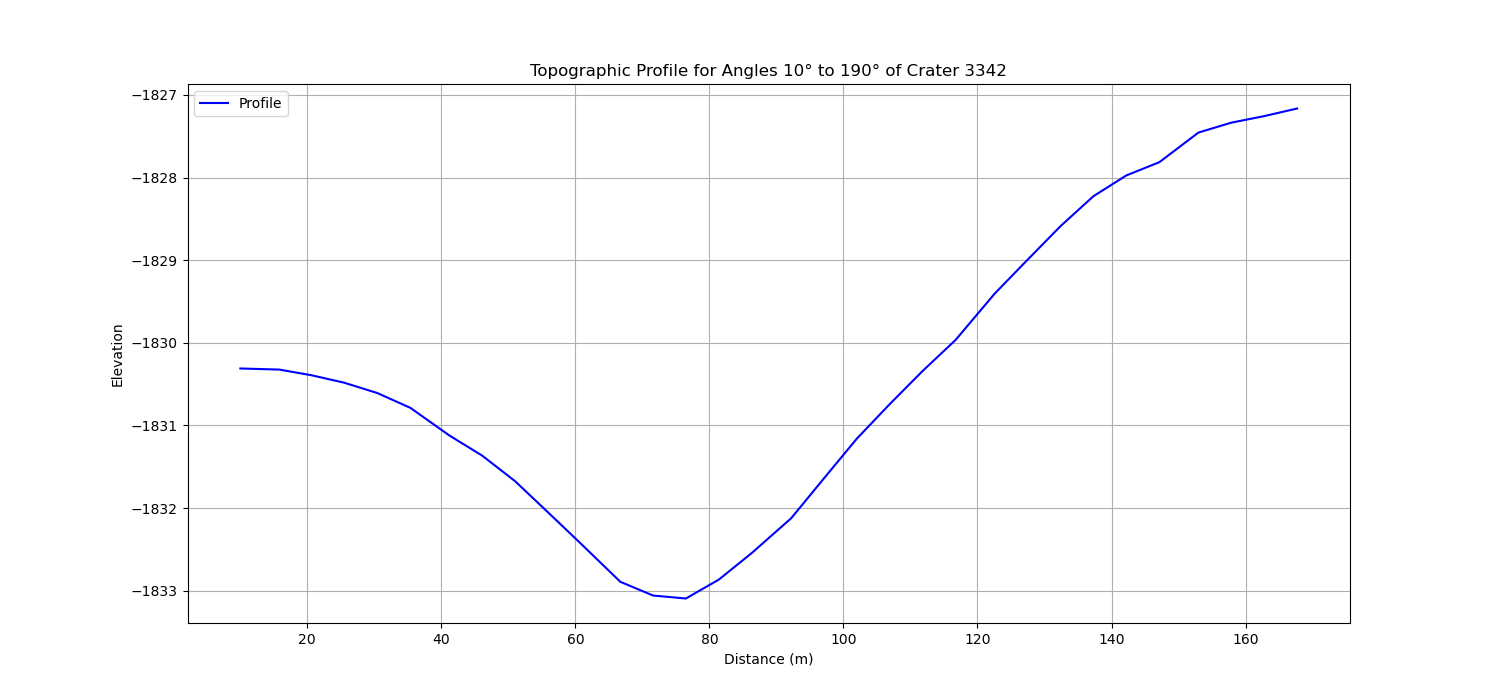 Topographic Profile for Angles 10° to 190° of Crater 3342
Profile
−1827
−1828
−1829
−1830
−1831
−1832
−1833
Elevation
20 40 60 80 100 120 140 160
Distance (m)